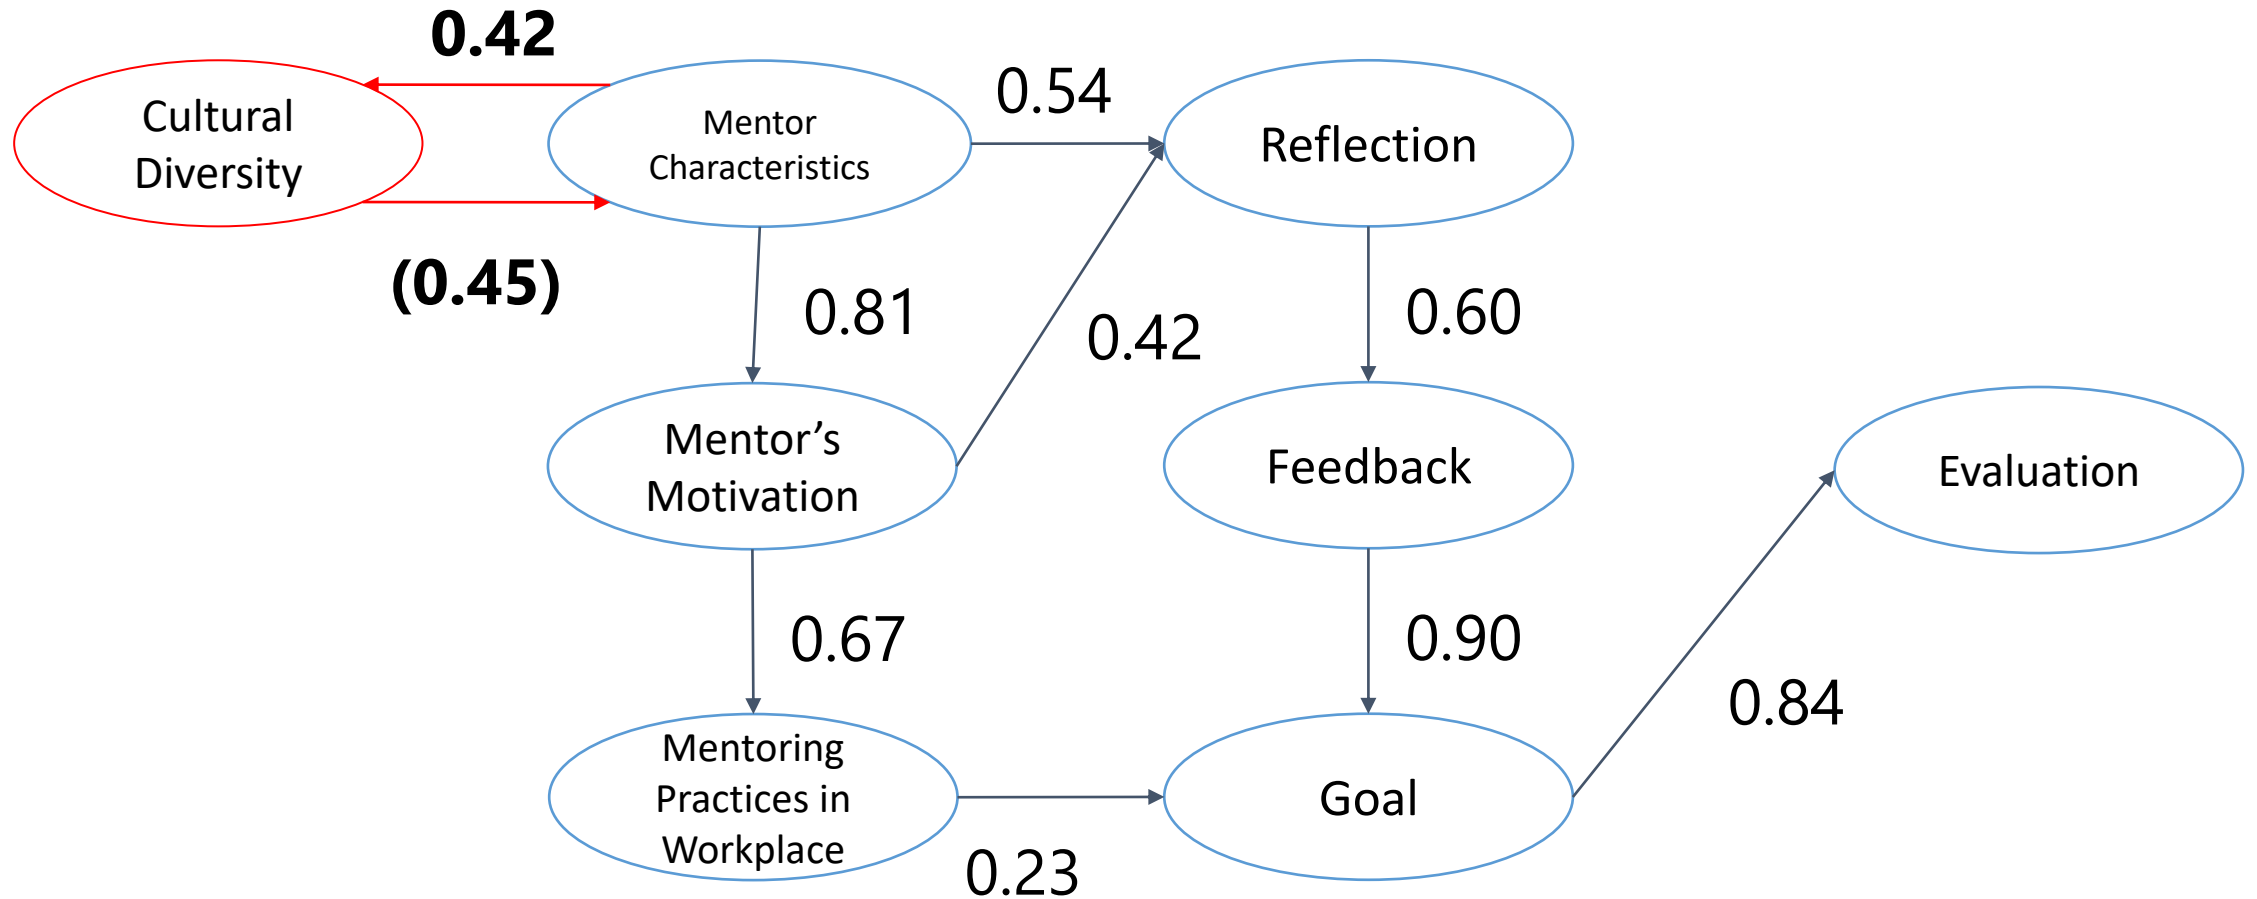 0.42
Cultural
Diversity
(0.45)
Mentor
Characteristics
0.54
Reflection
0.81
0.42
0.60
Mentor’s
Motivation
Feedback
Evaluation
0.67
0.90
0.84
Mentoring
Practices in
Workplace
0.23
Goal